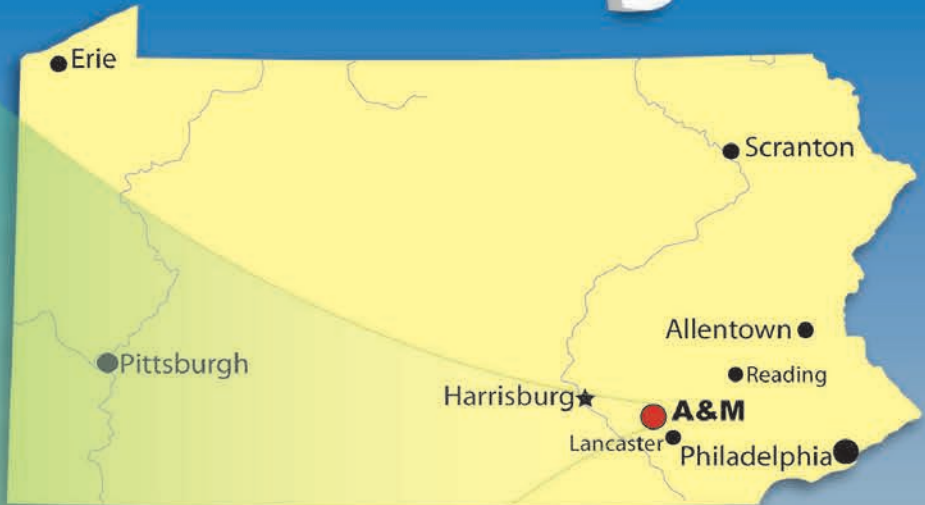 Erie
Scranton
Allentown
Pittsburgh
Reading
Harrisburg
A&M
Lancaster
Philadelphia